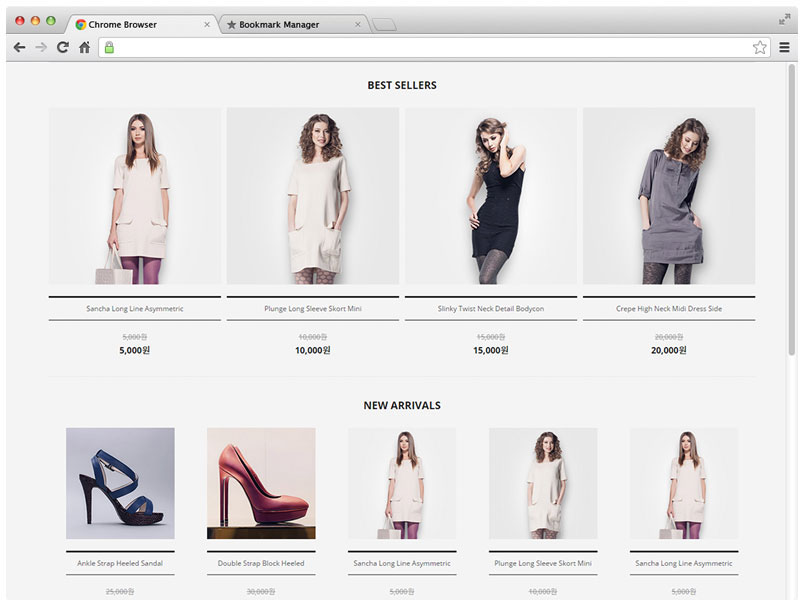 Chrome Browser
Bookmark Manager
BEST SELLERS
Sancha Long Line Asymmetric
Plunge Long Sleeve Skort Mini
Slinky Twist Neck Detail Bodycon
Crepe High Neck Midi Dress Side
5,000원
10,000원
15,000원
20,000원
5,000원
10,000원
15,000원
20,000원
NEW ARRIVALS
Ankle Strap Heeled Sandal
Double Strap Block Heeled
Sancha Long Line Asymmetric
Plunge Long Sleeve Skort Mini
Sancha Long Line Asymmetric
25,000원
30,000원
5,000원
10,000원
5,000원